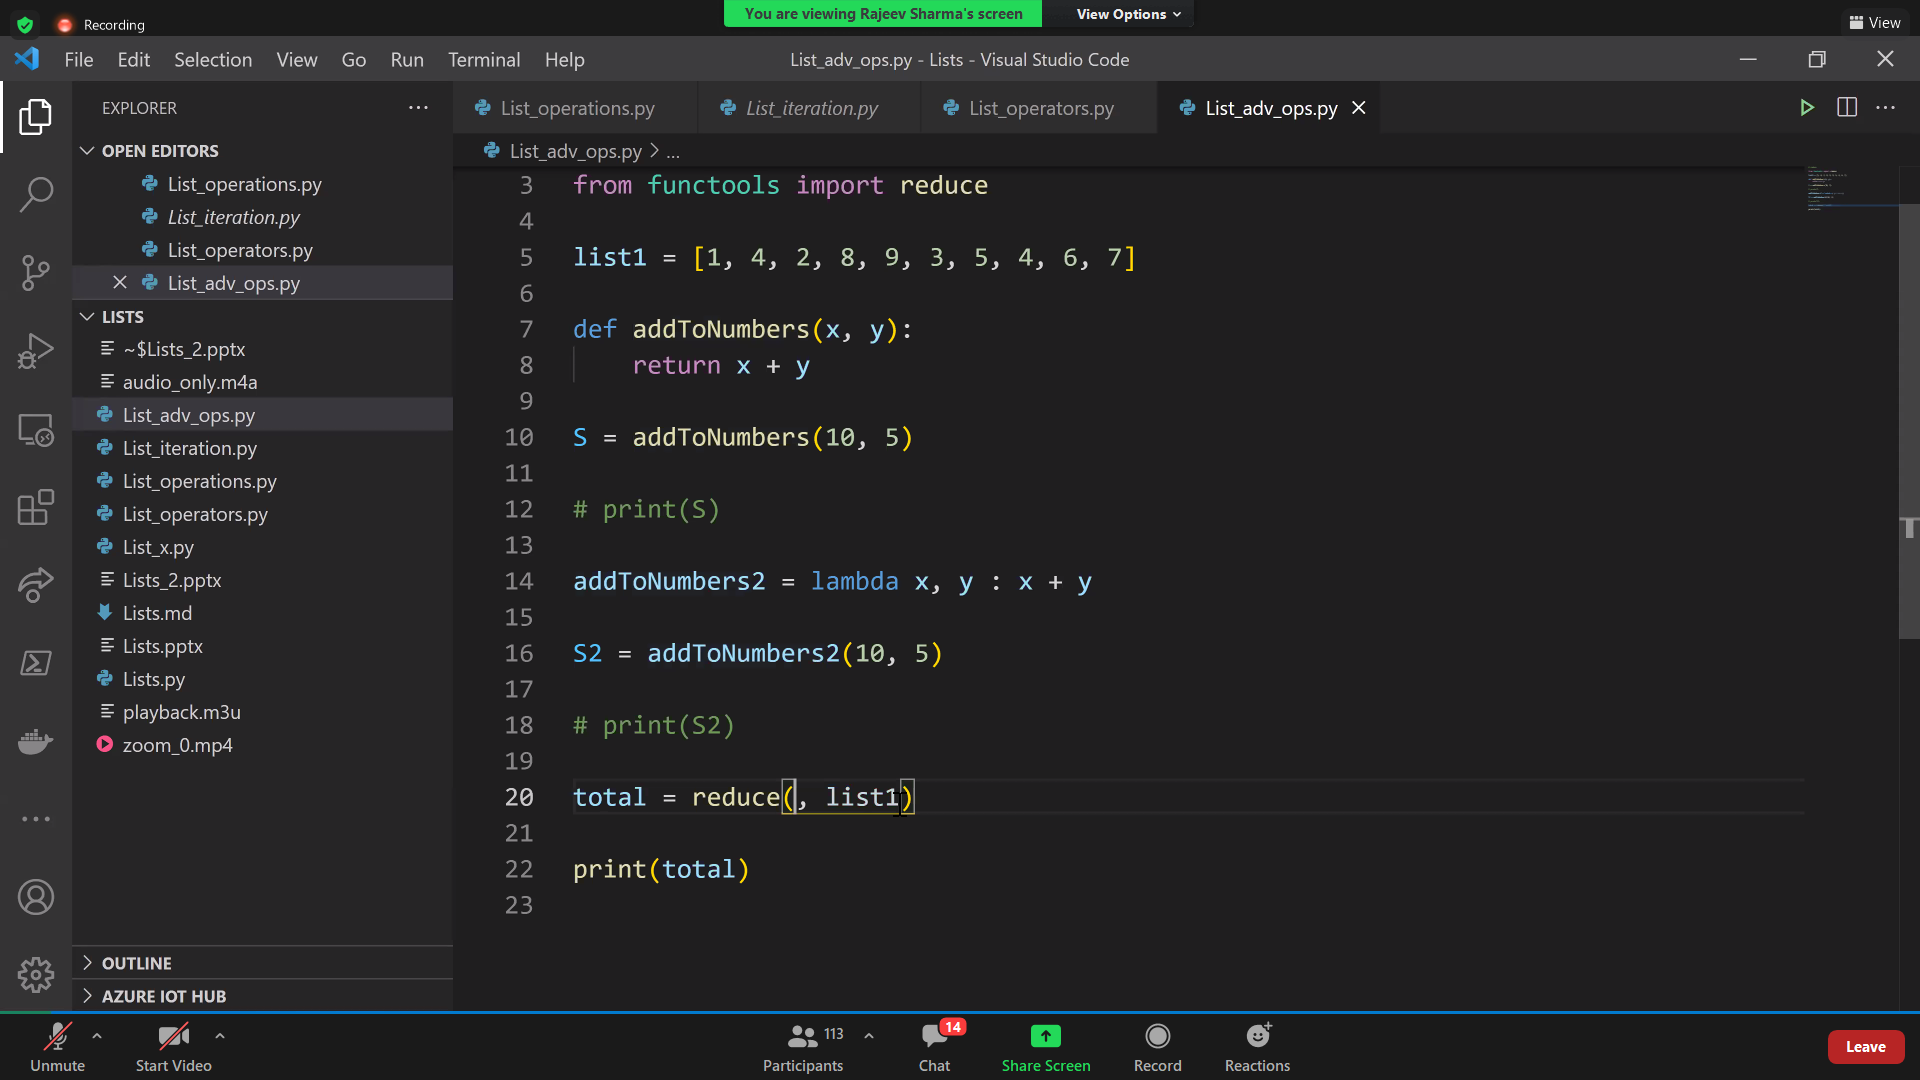 Recording
You are viewing Rajeev Sharma's screen
View Options
View
File Edit Selection View Go Run Terminal Help
List_adv_ops.py - Lists - Visual Studio Code
EXPLORER
List_operations.py
List_iteration.py
List_operators.py
List_adv_ops.py
OPEN EDITORS
List_operations.py
List_iteration.py
List_operators.py
List_adv_ops.py
LISTS
~$Lists_2.pptx
audio_only.m4a
List_adv_ops.py
List_iteration.py
List_operations.py
List_operators.py
List_x.py
Lists_2.pptx
Lists.md
Lists.pptx
Lists.py
playback.m3u
zoom_0.mp4
OUTLINE
AZURE IOT HUB
List_adv_ops.py > ...
3 from functools import reduce
4
5 list1 = [1, 4, 2, 8, 9, 3, 5, 4, 6, 7]
6
7 def addToNumbers(x, y):
8 return x + y
9
10 S = addToNumbers(10, 5)
11
12 # print(S)
13
14 addToNumbers2 = lambda x, y : x + y
15
16 S2 = addToNumbers2(10, 5)
17
18 # print(S2)
19
20 total = reduce(, list1)
21
22 print(total)
23
Unmute
Start Video
113
Participants
14
Chat
Share Screen
Record
Reactions
Leave